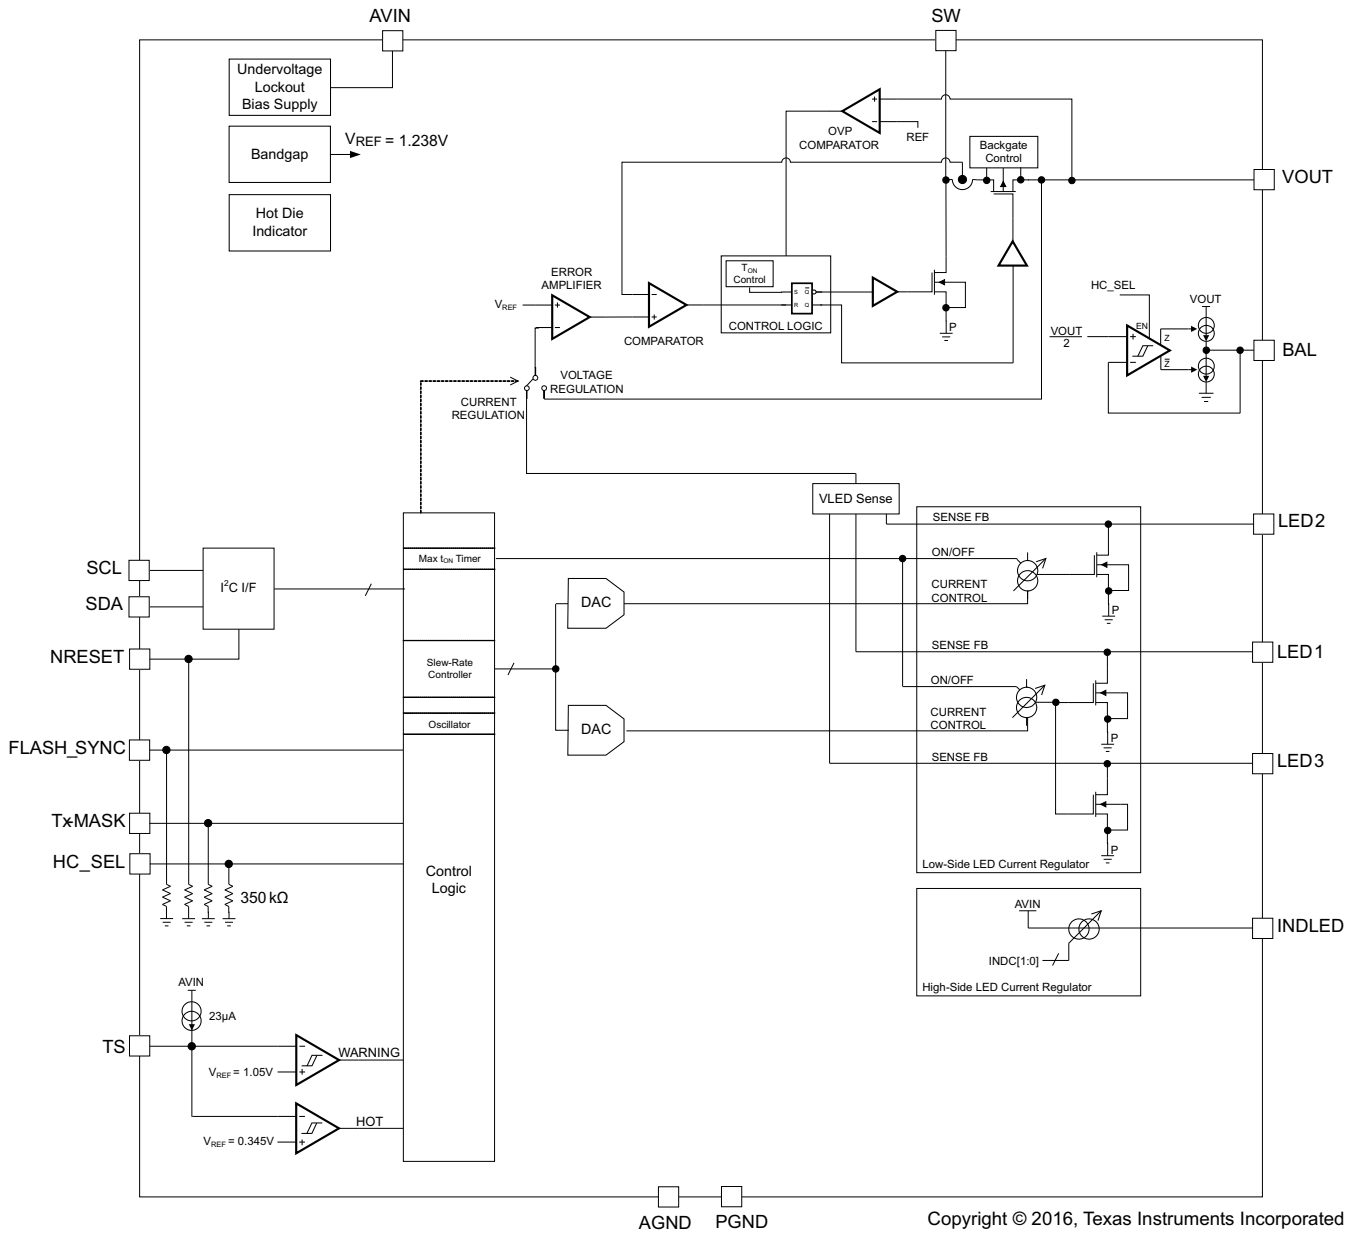 AVIN
SW
Undervoltage
Lockout
Bias Supply
Bandgap
VREF = 1.238V
Hot Die
Indicator
OVP
COMPARATOR
+
−
REF
Backgate
Control
VOUT
ERROR
AMPLIFIER
VREF
+
−
−
+
COMPARATOR
TON
Control
S
Q̅
R
Q
CONTROL LOGIC
P
HC_SEL
VOUT
VOUT
2
EN
+
−
Z
Z̅
BAL
VOLTAGE
REGULATION
CURRENT
REGULATION
VLED Sense
SENSE FB
LED2
ON/OFF
CURRENT
CONTROL
P
SENSE FB
LED1
ON/OFF
CURRENT
CONTROL
P
SENSE FB
LED3
P
Low-Side LED Current Regulator
SCL
SDA
I²C I/F
NRESET
Max tON Timer
DAC
Slew-Rate
Controller
Oscillator
DAC
FLASH_SYNC
Tx-MASK
HC_SEL
350 kΩ
Control
Logic
AVIN
INDC[1:0]
INDLED
High-Side LED Current Regulator
AVIN
23µA
TS
−
VREF = 1.05V
+
WARNING
−
VREF = 0.345V
+
HOT
AGND
PGND
Copyright © 2016, Texas Instruments Incorporated